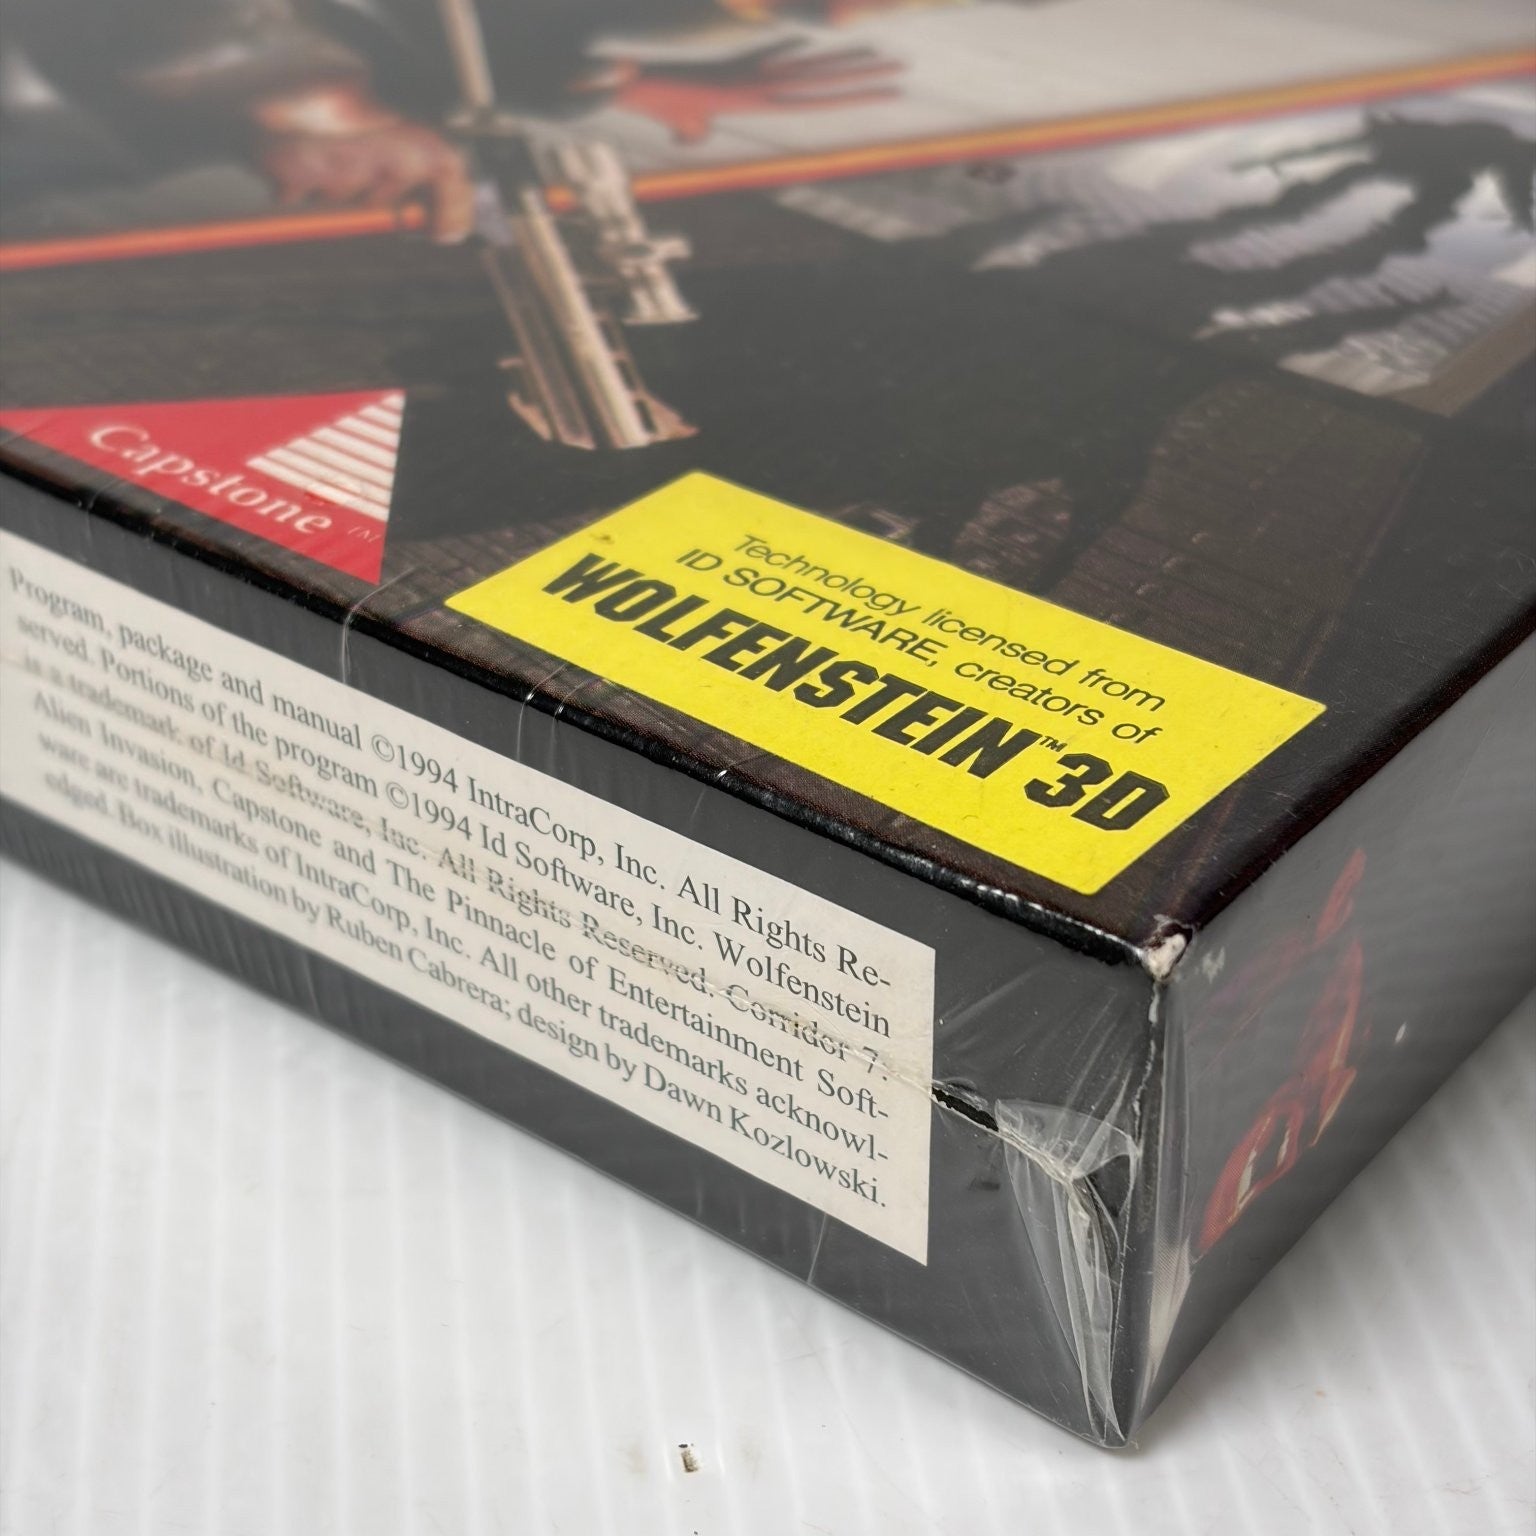 Capstone™
Technology licensed from
ID SOFTWARE, creators of
WOLFENSTEIN™ 3D
Program, package and manual ©1994 IntraCorp, Inc. All Rights Re-
served. Portions of the program ©1994 Id Software, Inc. Wolfenstein
is a trademark of Id Software, Inc. All Rights Reserved. Corridor 7:
Alien Invasion, Capstone and The Pinnacle of Entertainment Soft-
ware are trademarks of IntraCorp, Inc. All other trademarks acknowl-
edged. Box illustration by Ruben Cabrera; design by Dawn Kozlowski.